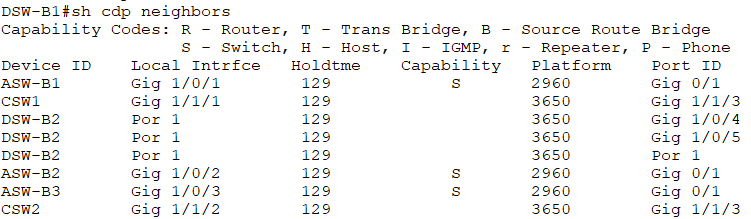 DSW-B1#sh cdp neighbors
Capability Codes: R - Router, T - Trans Bridge, B - Source Route Bridge
S - Switch, H - Host, I - IGMP, r - Repeater, P - Phone
Device ID Local Intrfce Holdtme Capability Platform Port ID
ASW-B1 Gig 1/0/1 129 S 2960 Gig 0/1
CSW1 Gig 1/1/1 129 3650 Gig 1/1/3
DSW-B2 Por 1 129 3650 Gig 1/0/4
DSW-B2 Por 1 129 3650 Gig 1/0/5
DSW-B2 Por 1 129 3650 Por 1
ASW-B2 Gig 1/0/2 129 S 2960 Gig 0/1
ASW-B3 Gig 1/0/3 129 S 2960 Gig 0/1
CSW2 Gig 1/1/2 129 3650 Gig 1/1/3